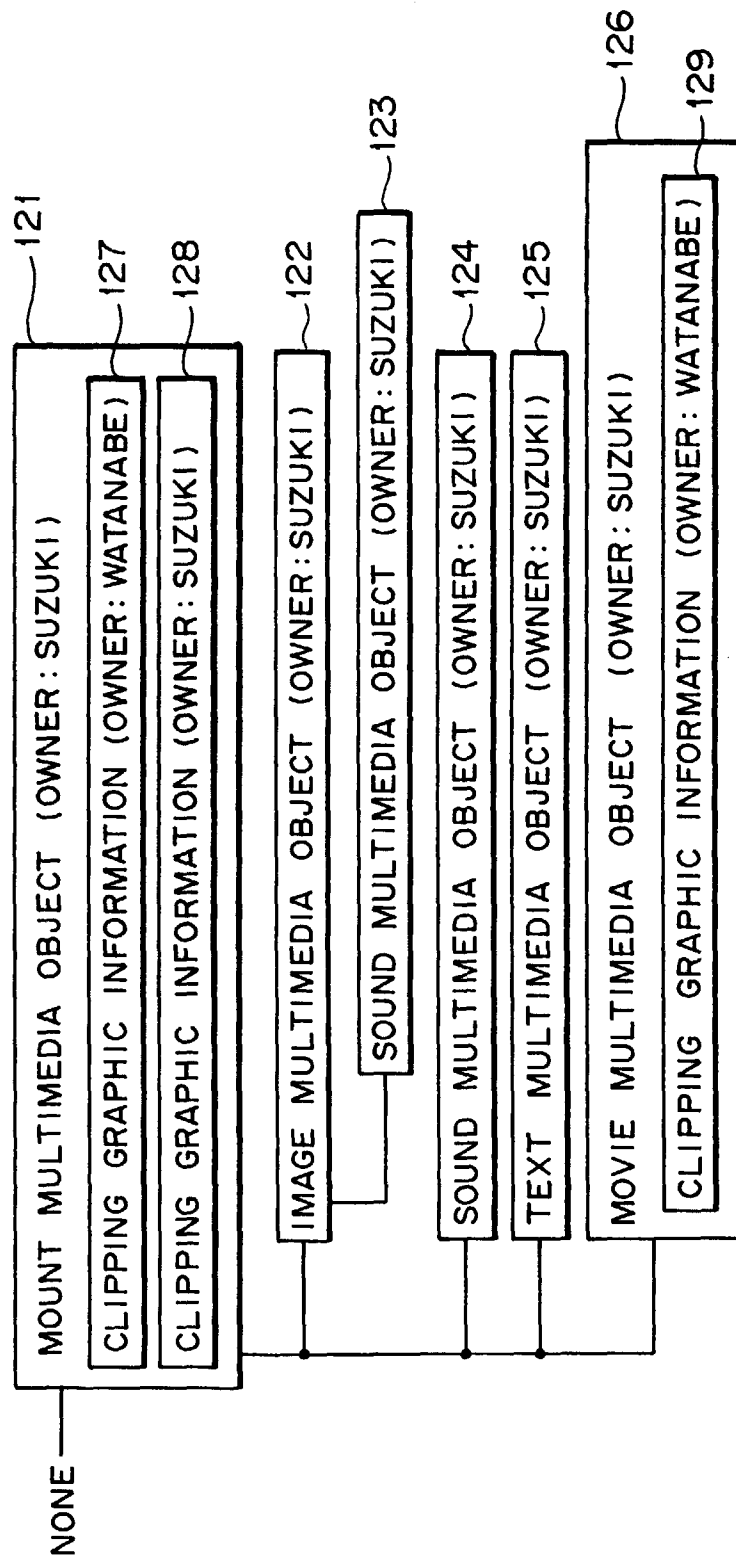 NONE
MOUNT MULTIMEDIA OBJECT (OWNER: SUZUKI)
121
CLIPPING GRAPHIC INFORMATION (OWNER: WATANABE)
127
CLIPPING GRAPHIC INFORMATION (OWNER: SUZUKI)
128
IMAGE MULTIMEDIA OBJECT (OWNER: SUZUKI)
122
SOUND MULTIMEDIA OBJECT (OWNER: SUZUKI)
123
SOUND MULTIMEDIA OBJECT (OWNER: SUZUKI)
124
TEXT MULTIMEDIA OBJECT (OWNER: SUZUKI)
125
MOVIE MULTIMEDIA OBJECT (OWNER: SUZUKI)
126
CLIPPING GRAPHIC INFORMATION (OWNER: WATANABE)
129